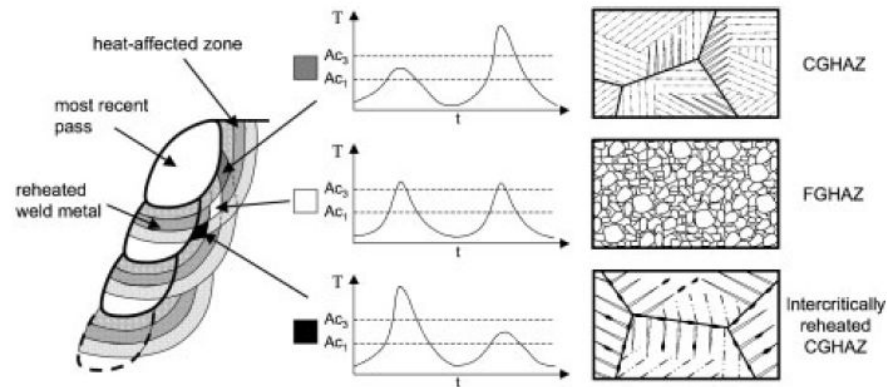 heat-affected zone
most recent
pass
reheated
weld metal
T
Ac₃
Ac₁
t
CGHAZ
T
Ac₃
Ac₁
t
FGHAZ
T
Ac₃
Ac₁
t
Intercritically
reheated
CGHAZ